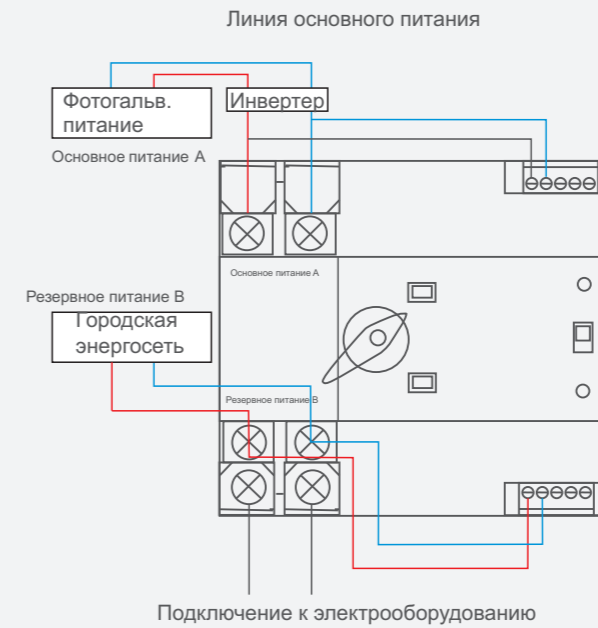 Линия основного питания
Фотогальв.
питание
Инвертер
Основное питание А
Основное питание А
Резервное питание В
Городская
энергосеть
Резервное питание В
Подключение к электрооборудованию